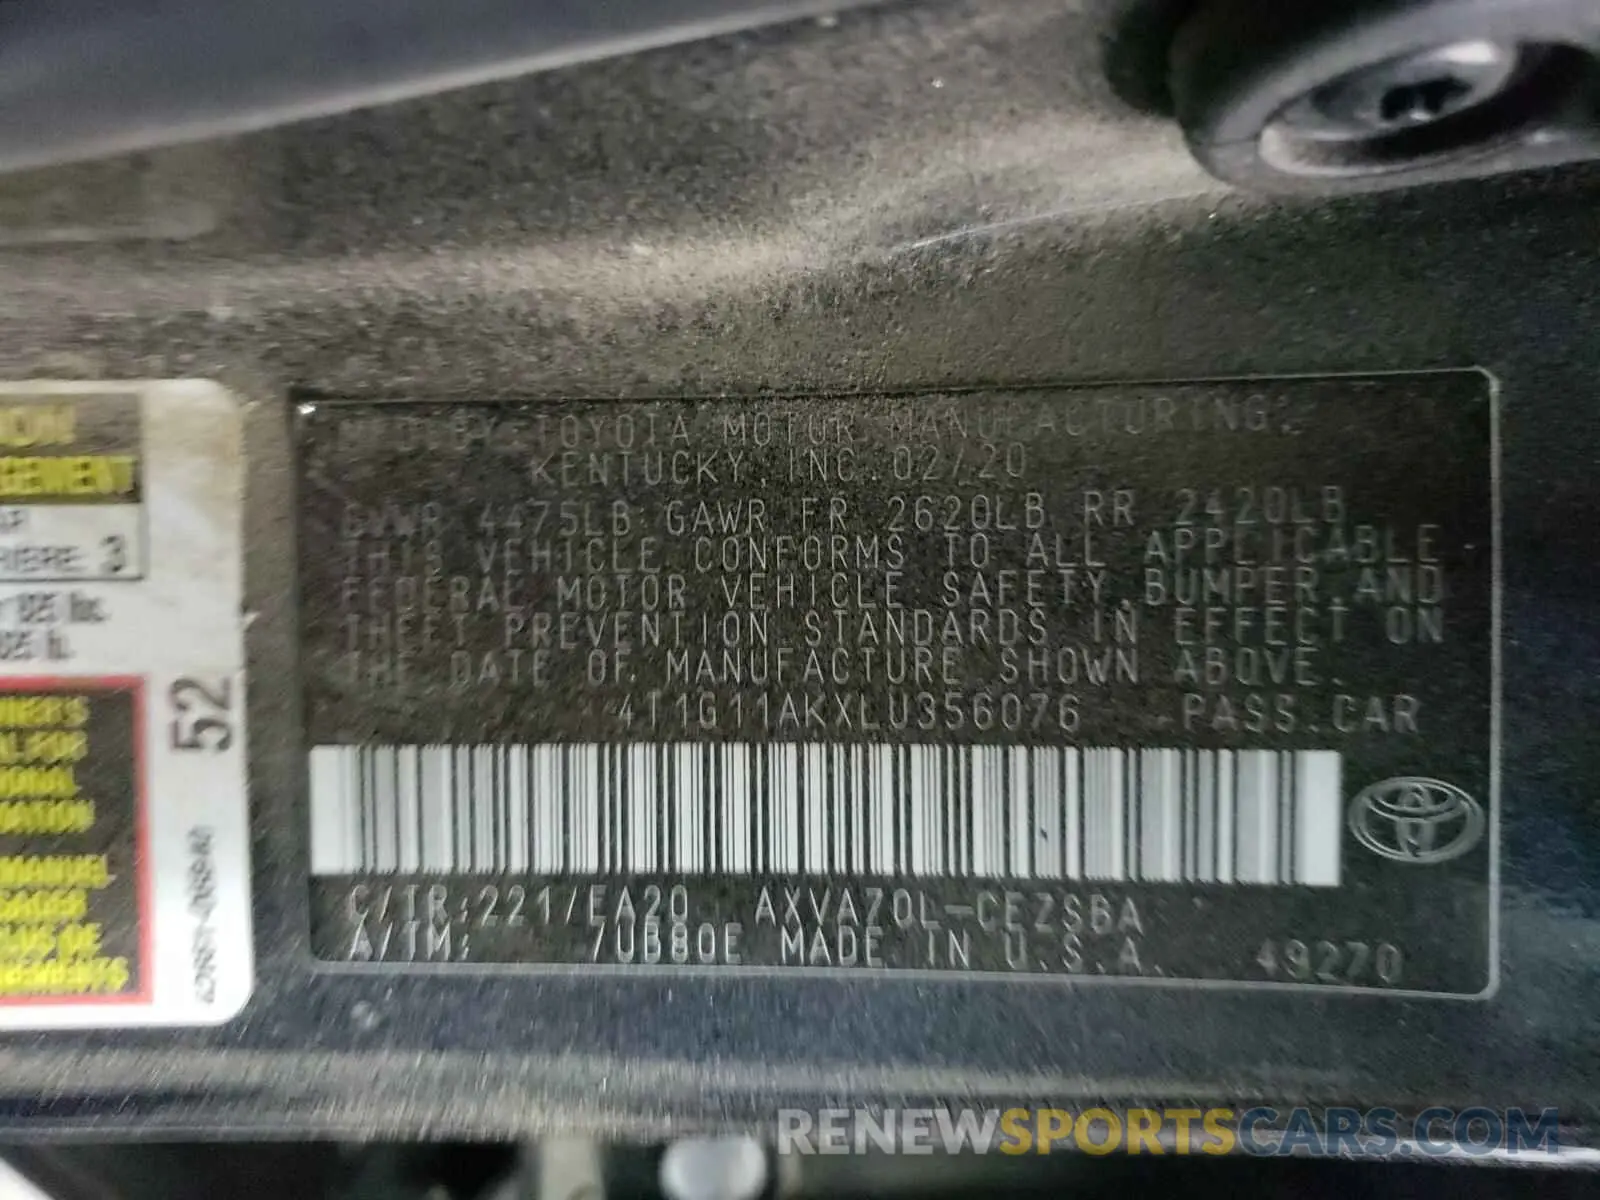 MFD. BY: TOYOTA MOTOR MANUFACTURING,
KENTUCKY, INC. 02/20
GVWR 4475LB GAWR FR 2620LB RR 2420LB
THIS VEHICLE CONFORMS TO ALL APPLICABLE
FEDERAL MOTOR VEHICLE SAFETY, BUMPER, AND
THEFT PREVENTION STANDARDS IN EFFECT ON
THE DATE OF MANUFACTURE SHOWN ABOVE.
4T1G11AKXLU356076 PASS. CAR
C/TR: 221/EA20 AXVA70L-CEZSBA
A/TM: /UB80E MADE IN U.S.A. 49270
3
52
MANUEL
RENEWSPORTSCARS.COM